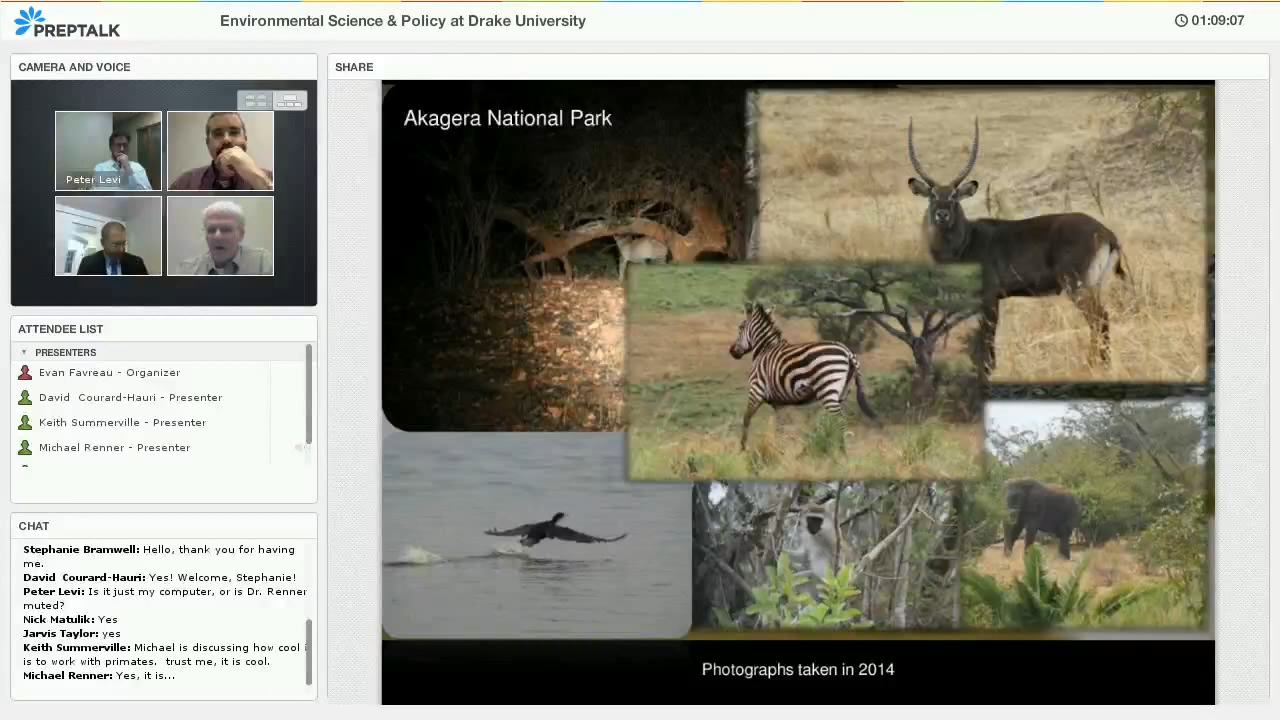 PREPTALK
Environmental Science & Policy at Drake University
01:09:07
CAMERA AND VOICE
Peter Levi
ATTENDEE LIST
PRESENTERS
Evan Favreau - Organizer
David Courard-Hauri - Presenter
Keith Summerville - Presenter
Michael Renner - Presenter
CHAT
Stephanie Bramwell: Hello, thank you for having
me.
David Courard-Hauri: Yes! Welcome, Stephanie!
Peter Levi: Is it just my computer, or is Dr. Renner
muted?
Nick Matulik: Yes
Jarvis Taylor: yes
Keith Summerville: Michael is discussing how cool i
is to work with primates. trust me, it is cool.
Michael Renner: Yes, it is...
SHARE
Akagera National Park
Photographs taken in 2014